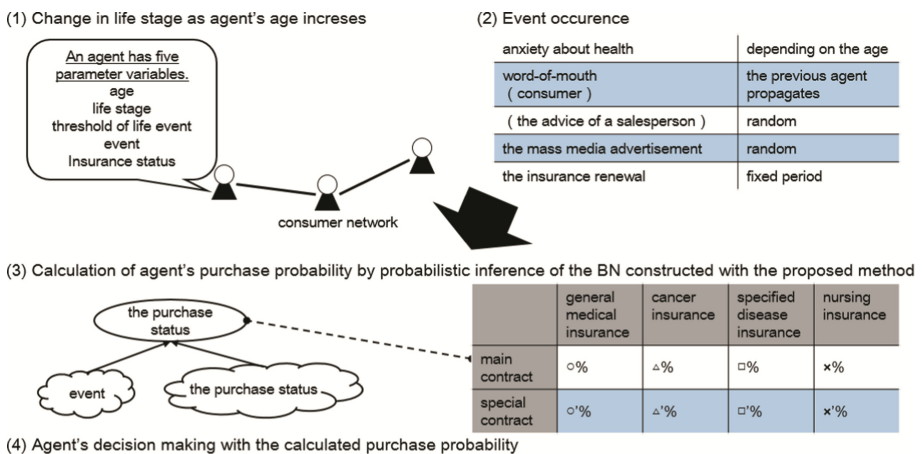 (1) Change in life stage as agent's age increses
An agent has five
parameter variables.
age
life stage
threshold of life event
event
Insurance status
consumer network
(2) Event occurence
anxiety about health depending on the age
word-of-mouth the previous agent
( consumer ) propagates
( the advice of a salesperson ) random
the mass media advertisement random
the insurance renewal fixed period
(3) Calculation of agent's purchase probability by probabilistic inference of the BN constructed with the proposed method
the purchase
status
event
the purchase status
general cancer specified nursing
medical insurance disease insurance
insurance insurance
main
contract ○% △% □% ×%
special
contract ○'% △'% □'% ×'%
(4) Agent's decision making with the calculated purchase probability